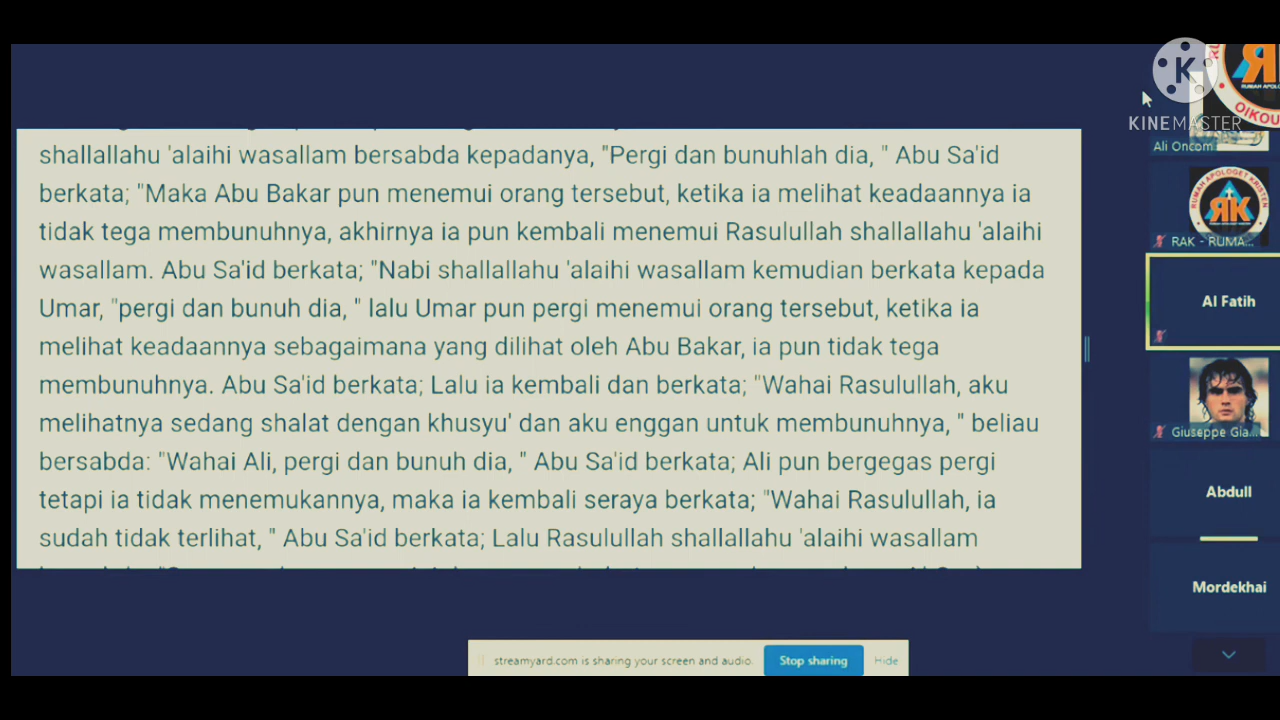 shallallahu 'alaihi wasallam bersabda kepadanya, "Pergi dan bunuhlah dia, " Abu Sa'id
berkata; "Maka Abu Bakar pun menemui orang tersebut, ketika ia melihat keadaannya ia
tidak tega membunuhnya, akhirnya ia pun kembali menemui Rasulullah shallallahu 'alaihi
wasallam. Abu Sa'id berkata; "Nabi shallallahu 'alaihi wasallam kemudian berkata kepada
Umar, "pergi dan bunuh dia, " lalu Umar pun pergi menemui orang tersebut, ketika ia
melihat keadaannya sebagaimana yang dilihat oleh Abu Bakar, ia pun tidak tega
membunuhnya. Abu Sa'id berkata; Lalu ia kembali dan berkata; "Wahai Rasulullah, aku
melihatnya sedang shalat dengan khusyu' dan aku enggan untuk membunuhnya, " beliau
bersabda: "Wahai Ali, pergi dan bunuh dia, " Abu Sa'id berkata; Ali pun bergegas pergi
tetapi ia tidak menemukannya, maka ia kembali seraya berkata; "Wahai Rasulullah, ia
sudah tidak terlihat, " Abu Sa'id berkata; Lalu Rasulullah shallallahu 'alaihi wasallam
K
KINEMASTER
OIKOU
Ali Oncom
RUMAH APOLOGET KRISTEN
RK
RAK - RUMA...
Al Fatih
Giuseppe Gia...
Abdull
Mordekhai
streamyard.com is sharing your screen and audio.
Stop sharing
Hide